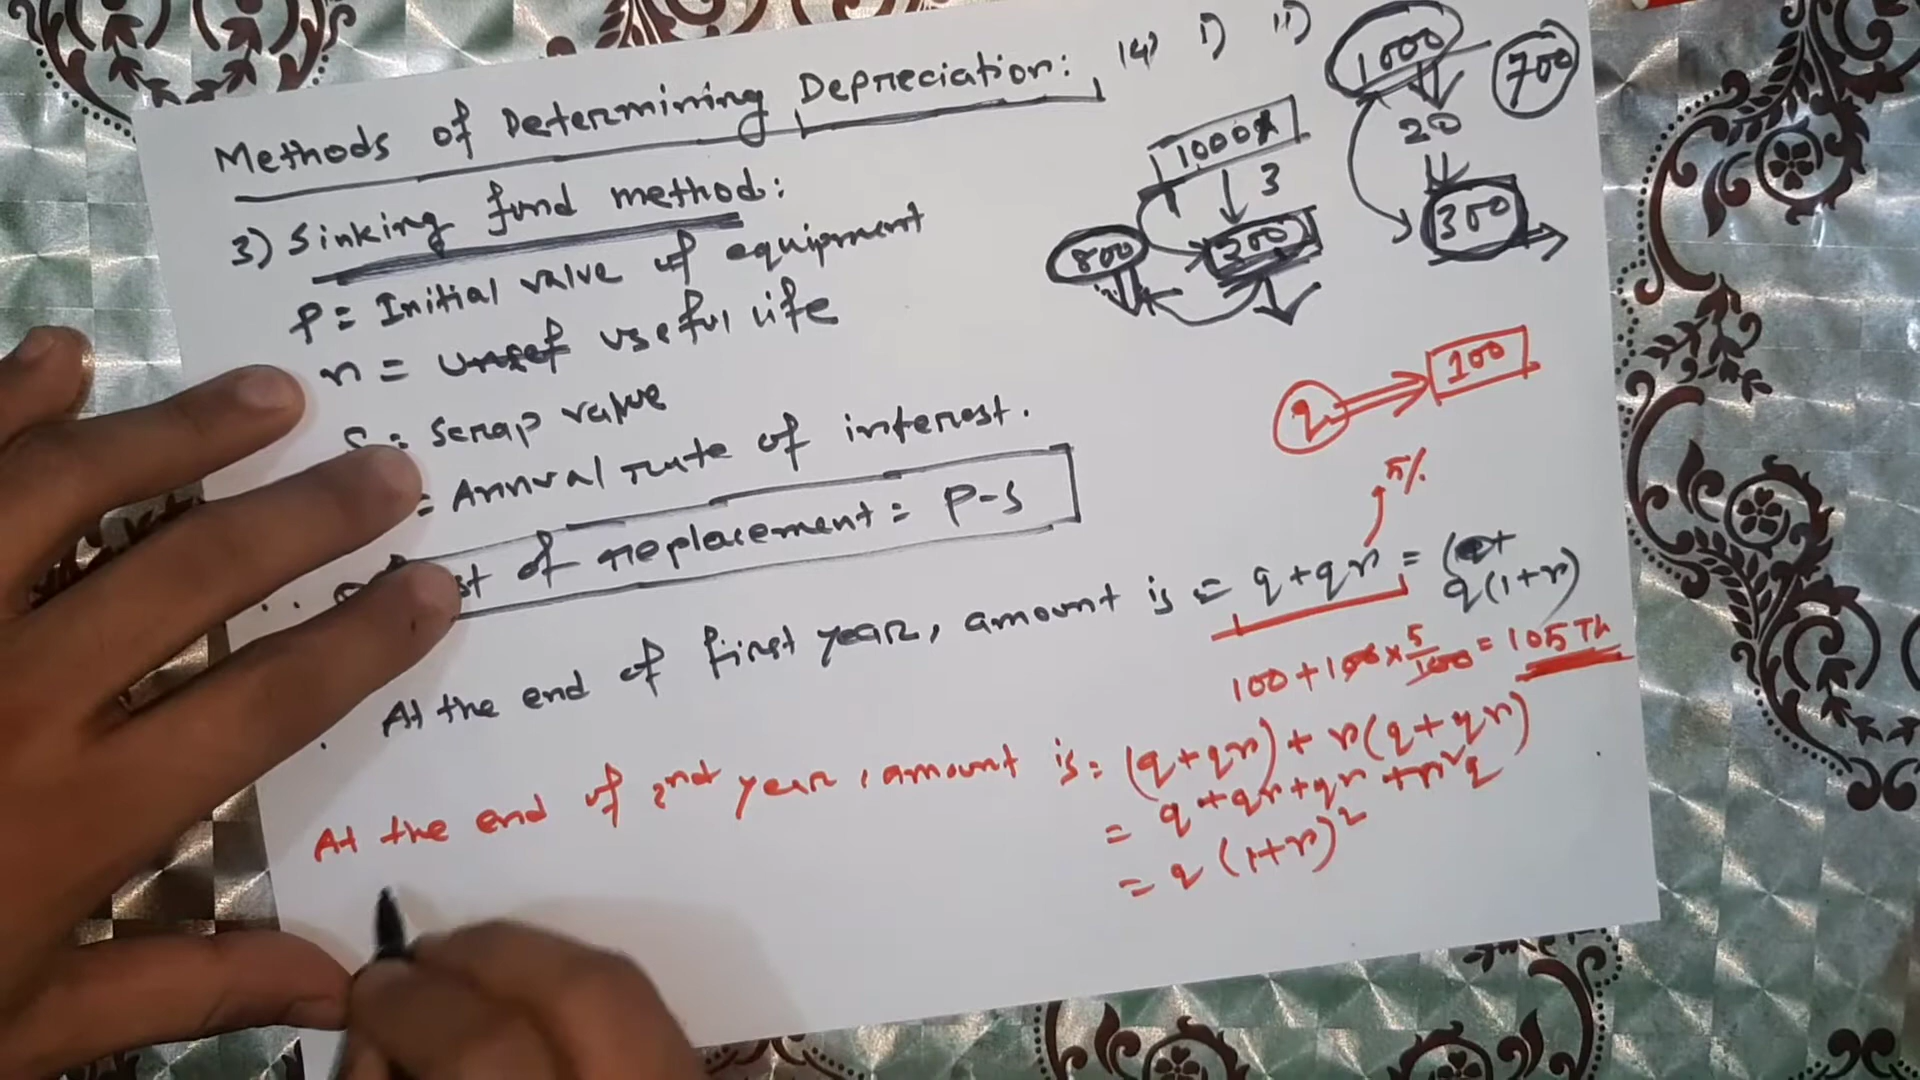 Methods of Determining Depreciation:
3) Sinking fund method:
P = Initial value of equipment
n = useful life
S = Scrap value
= Annual rate of interest.
of replacement = P-S
At the end of first year, amount is = q+qr =
q(1+r)
100+100×5/100 = 105 Tk
At the end of 2nd year, amount is = (q+qr)+r(q+qr)
= q+qr+qr+r²q
= q(1+r)²
1000
700
20
300
3
800
200
q
100
5%